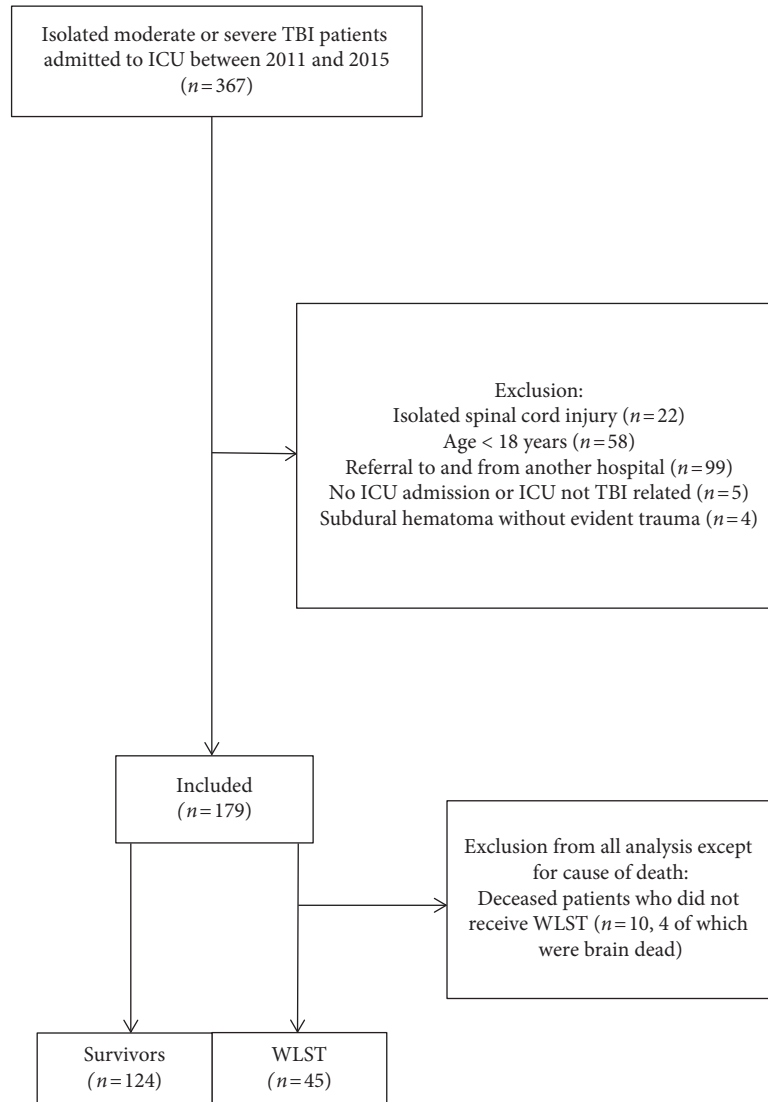 Isolated moderate or severe TBI patients
admitted to ICU between 2011 and 2015
(n=367)
Exclusion:
Isolated spinal cord injury (n=22)
Age < 18 years (n=58)
Referral to and from another hospital (n=99)
No ICU admission or ICU not TBI related (n=5)
Subdural hematoma without evident trauma (n=4)
Included
(n=179)
Exclusion from all analysis except
for cause of death:
Deceased patients who did not
receive WLST (n=10, 4 of which
were brain dead)
Survivors
(n=124)
WLST
(n=45)